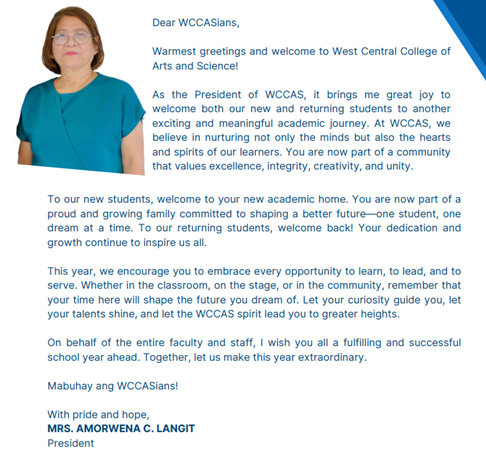 Dear WCCASians,
Warmest greetings and welcome to West Central College of
Arts and Science!
As the President of WCCAS, it brings me great joy to
welcome both our new and returning students to another
exciting and meaningful academic journey. At WCCAS, we
believe in nurturing not only the minds but also the hearts
and spirits of our learners. You are now part of a community
that values excellence, integrity, creativity, and unity.
To our new students, welcome to your new academic home. You are now part of a
proud and growing family committed to shaping a better future—one student, one
dream at a time. To our returning students, welcome back! Your dedication and
growth continue to inspire us all.
This year, we encourage you to embrace every opportunity to learn, to lead, and to
serve. Whether in the classroom, on the stage, or in the community, remember that
your time here will shape the future you dream of. Let your curiosity guide you, let
your talents shine, and let the WCCAS spirit lead you to greater heights.
On behalf of the entire faculty and staff, I wish you all a fulfilling and successful
school year ahead. Together, let us make this year extraordinary.
Mabuhay ang WCCASians!
With pride and hope,
MRS. AMORWENA C. LANGIT
President